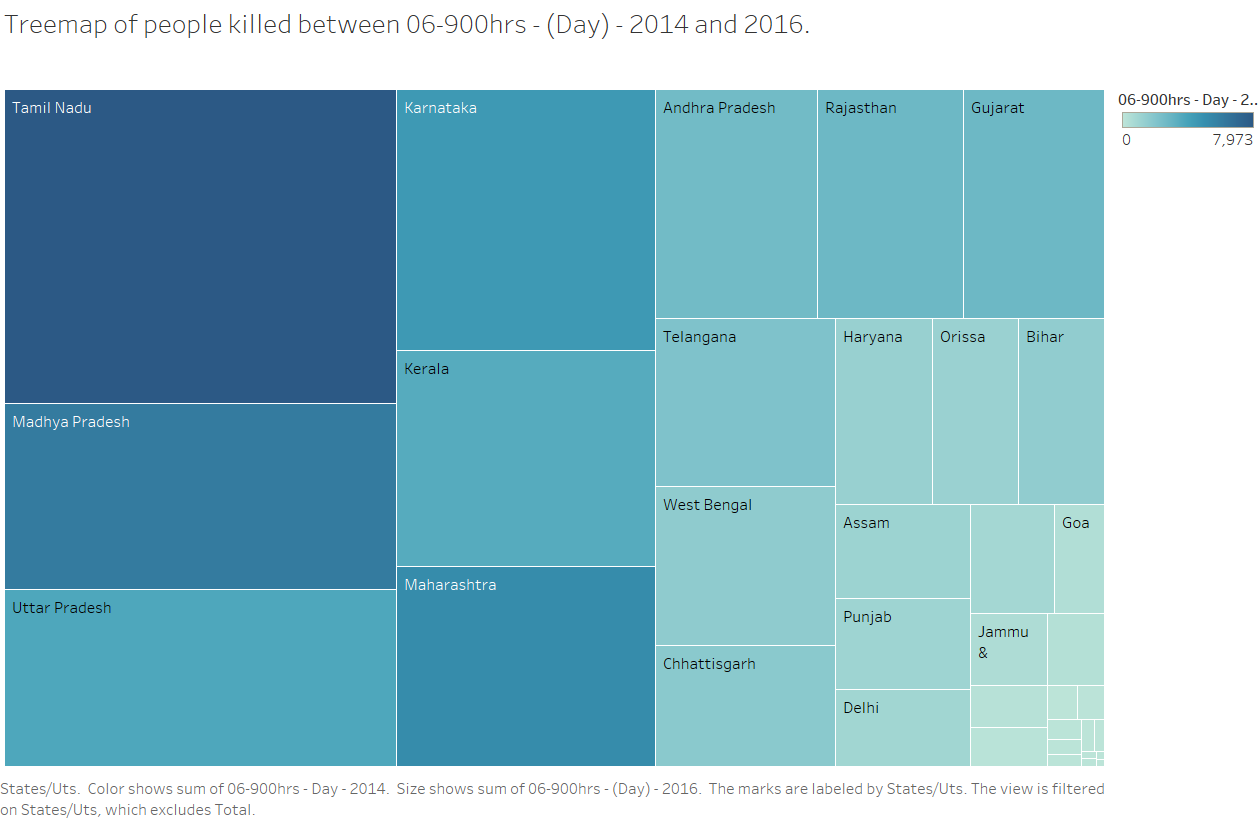 Treemap of people killed between 06-900hrs - (Day) - 2014 and 2016.
Tamil Nadu
Karnataka
Andhra Pradesh
Rajasthan
Gujarat
06-900hrs - Day - 2..
0
7,973
Telangana
Haryana
Orissa
Bihar
Kerala
Madhya Pradesh
West Bengal
Assam
Goa
Maharashtra
Uttar Pradesh
Punjab
Jammu
&
Chhattisgarh
Delhi
States/Uts.  Color shows sum of 06-900hrs - Day - 2014.  Size shows sum of 06-900hrs - (Day) - 2016.  The marks are labeled by States/Uts. The view is filtered
on States/Uts, which excludes Total.